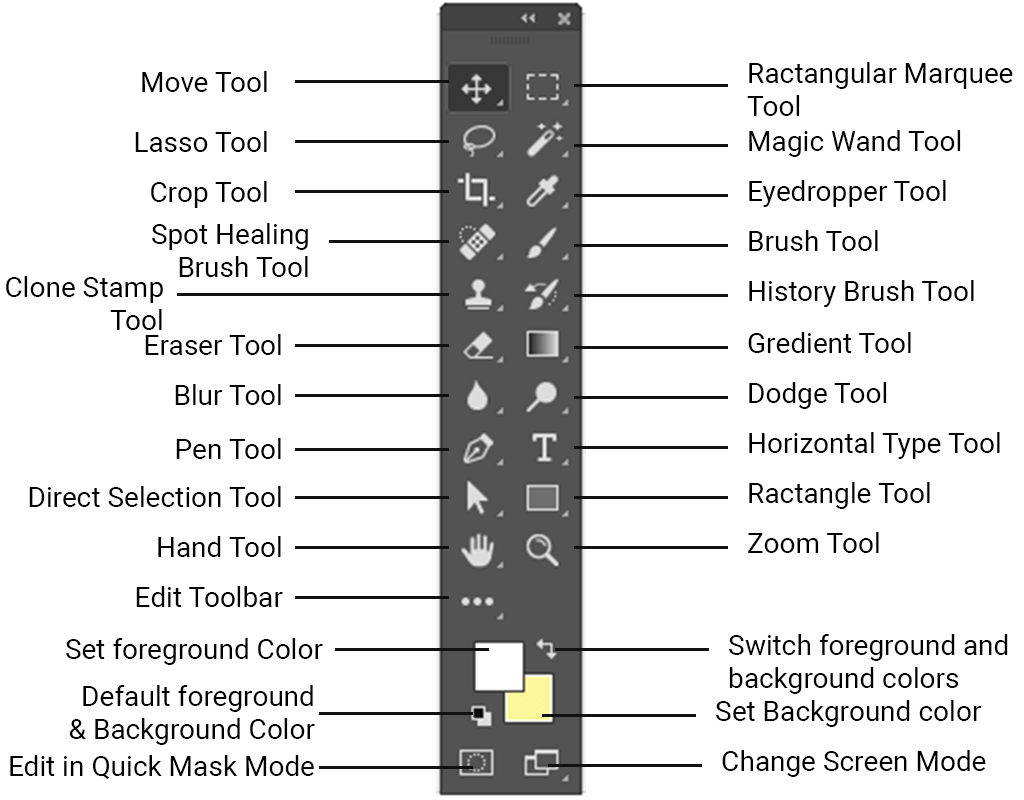 Move Tool
Ractangular Marquee
Tool
Lasso Tool
Magic Wand Tool
Crop Tool
Eyedropper Tool
Spot Healing
Brush Tool
Brush Tool
Clone Stamp
Tool
History Brush Tool
Eraser Tool
Gredient Tool
Blur Tool
Dodge Tool
Pen Tool
T
Horizontal Type Tool
Direct Selection Tool
Ractangle Tool
Hand Tool
Zoom Tool
Edit Toolbar
Set foreground Color
Switch foreground and
background colors
Default foreground
& Background Color
Set Background color
Edit in Quick Mask Mode
Change Screen Mode